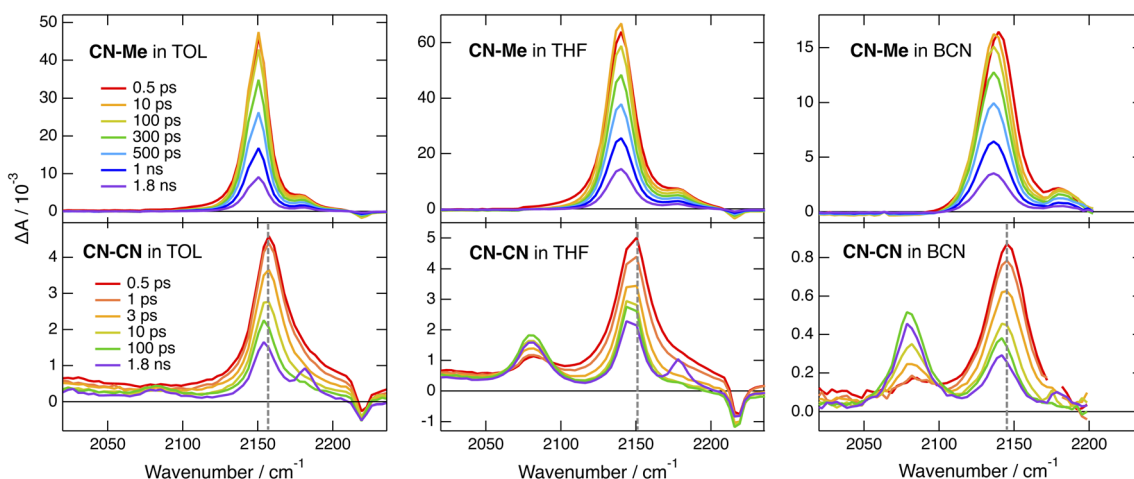 CN-Me in TOL
CN-Me in THF
CN-Me in BCN
0.5 ps
10 ps
100 ps
300 ps
500 ps
1 ns
1.8 ns
50
40
30
20
10
0
60
40
20
0
15
10
5
0
ΔA / 10⁻³
CN-CN in TOL
CN-CN in THF
CN-CN in BCN
0.5 ps
1 ps
3 ps
10 ps
100 ps
1.8 ns
4
3
2
1
0
5
4
3
2
1
0
-1
0.8
0.6
0.4
0.2
0.0
2050 2100 2150 2200
2050 2100 2150 2200
2050 2100 2150 2200
Wavenumber / cm⁻¹
Wavenumber / cm⁻¹
Wavenumber / cm⁻¹